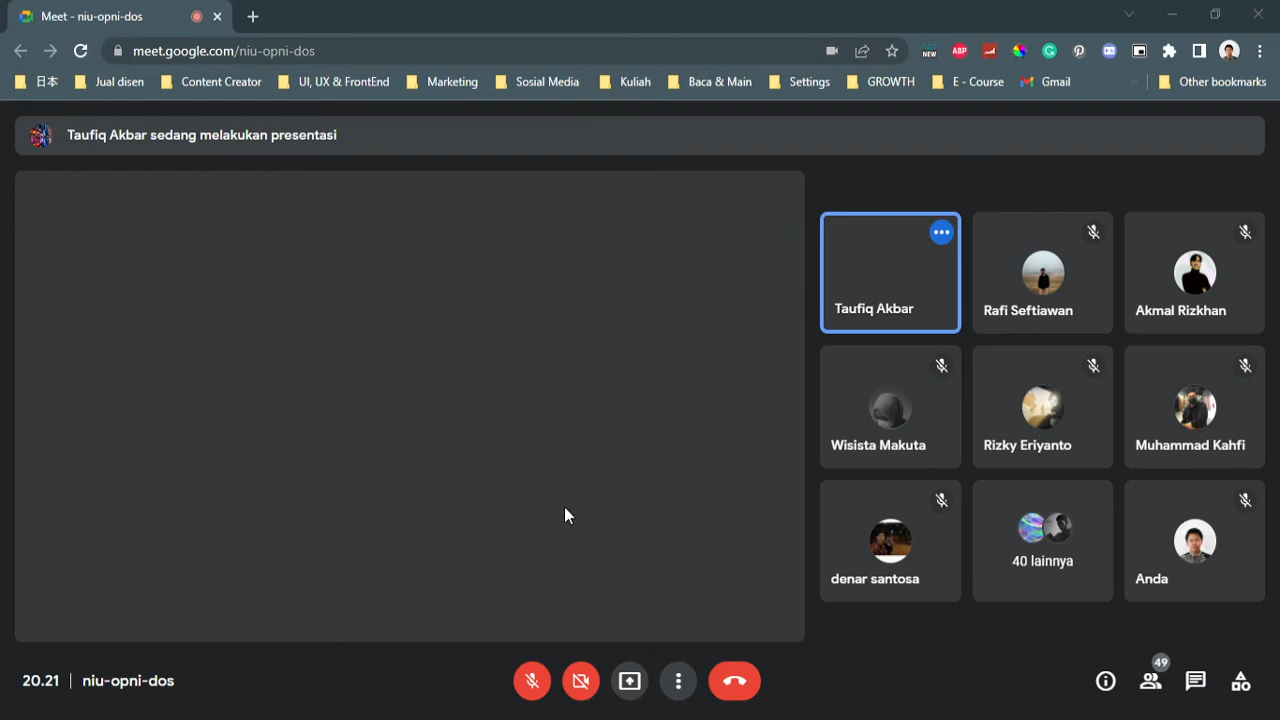 Meet - niu-opni-dos
meet.google.com/niu-opni-dos
NEW
ABP
日本
Jual disen
Content Creator
UI, UX & FrontEnd
Marketing
Sosial Media
Kuliah
Baca & Main
Settings
GROWTH
E - Course
Gmail
Other bookmarks
Taufiq Akbar sedang melakukan presentasi
Taufiq Akbar
Rafi Seftiawan
Akmal Rizkhan
Wisista Makuta
Rizky Eriyanto
Muhammad Kahfi
denar santosa
40 lainnya
Anda
20.21 | niu-opni-dos
49